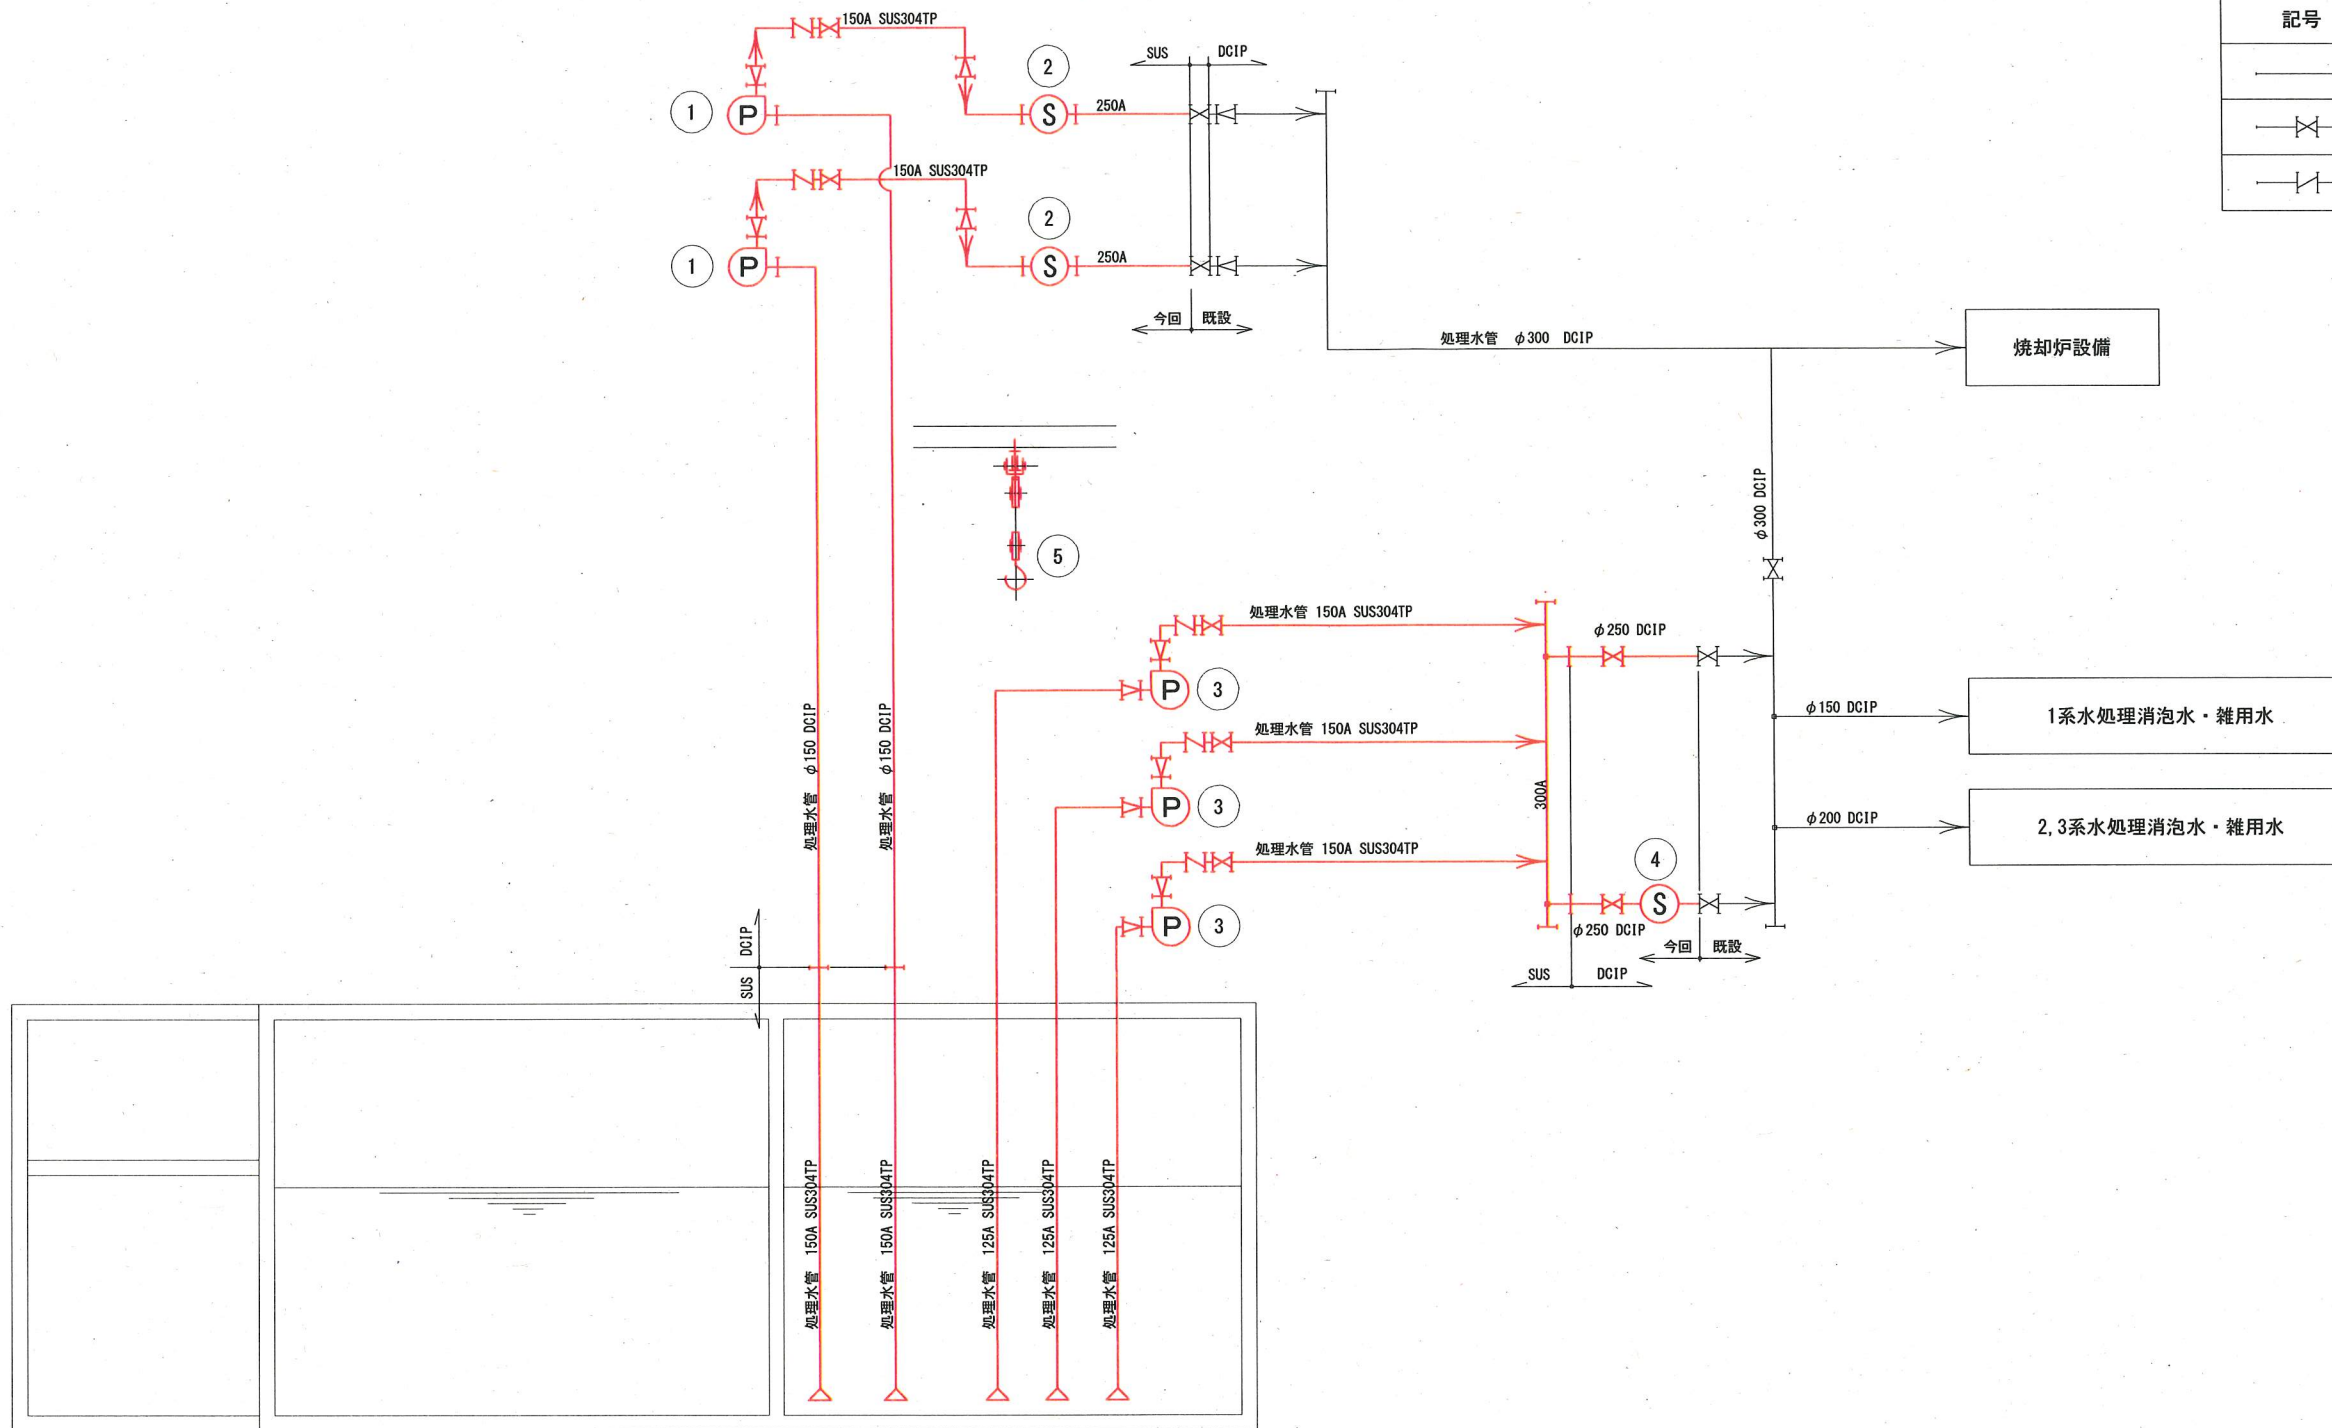 記号
150A SUS304TP
SUS
DCIP
2
1
P
S
250A
150A SUS304TP
2
1
P
S
250A
今回
既設
処理水管 φ300 DCIP
焼却炉設備
φ300 DCIP
5
処理水管 150A SUS304TP
φ250 DCIP
P
3
処理水管 φ150 DCIP
処理水管 φ150 DCIP
φ150 DCIP
1系水処理消泡水・雑用水
処理水管 150A SUS304TP
P
3
300A
φ200 DCIP
2,3系水処理消泡水・雑用水
処理水管 150A SUS304TP
4
S
P
3
φ250 DCIP
今回
既設
SUS
DCIP
SUS
DCIP
処理水管 150A SUS304TP
処理水管 150A SUS304TP
処理水管 125A SUS304TP
処理水管 125A SUS304TP
処理水管 125A SUS304TP